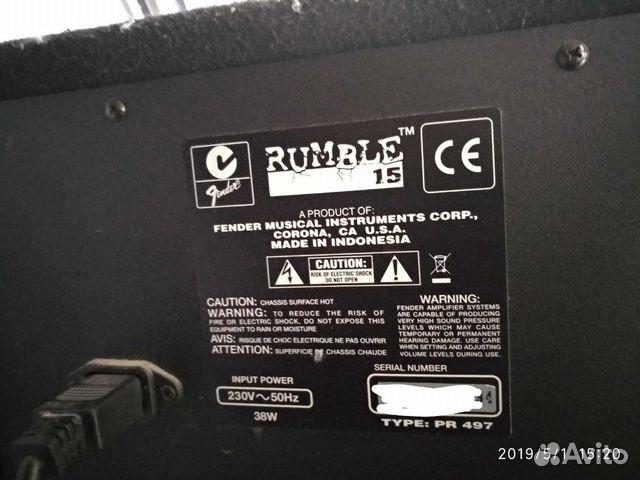 Fender
RUMBLE™
15
CE
A PRODUCT OF:
FENDER MUSICAL INSTRUMENTS CORP.,
CORONA, CA U.S.A.
MADE IN INDONESIA
CAUTION:
RISK OF ELECTRIC SHOCK
DO NOT OPEN
CAUTION: CHASSIS SURFACE HOT
WARNING: TO REDUCE THE RISK OF
FIRE OR ELECTRIC SHOCK, DO NOT EXPOSE THIS
EQUIPMENT TO RAIN OR MOISTURE
AVIS: RISQUE DE CHOC ELECTRIQUE NE PAS OUVRIR
ATTENTION: SUPERFICIE DE CHASSIS CHAUDE
WARNING:
FENDER AMPLIFIER SYSTEMS
ARE CAPABLE OF PRODUCING
VERY HIGH SOUND PRESSURE
LEVELS WHICH MAY CAUSE
TEMPORARY OR PERMANENT
HEARING DAMAGE. USE CARE
WHEN SETTING AND ADJUSTING
VOLUME LEVELS DURING USE.
INPUT POWER
230V~50Hz
38W
SERIAL NUMBER
TYPE: PR 497
2019/5/1 15:20
Avito